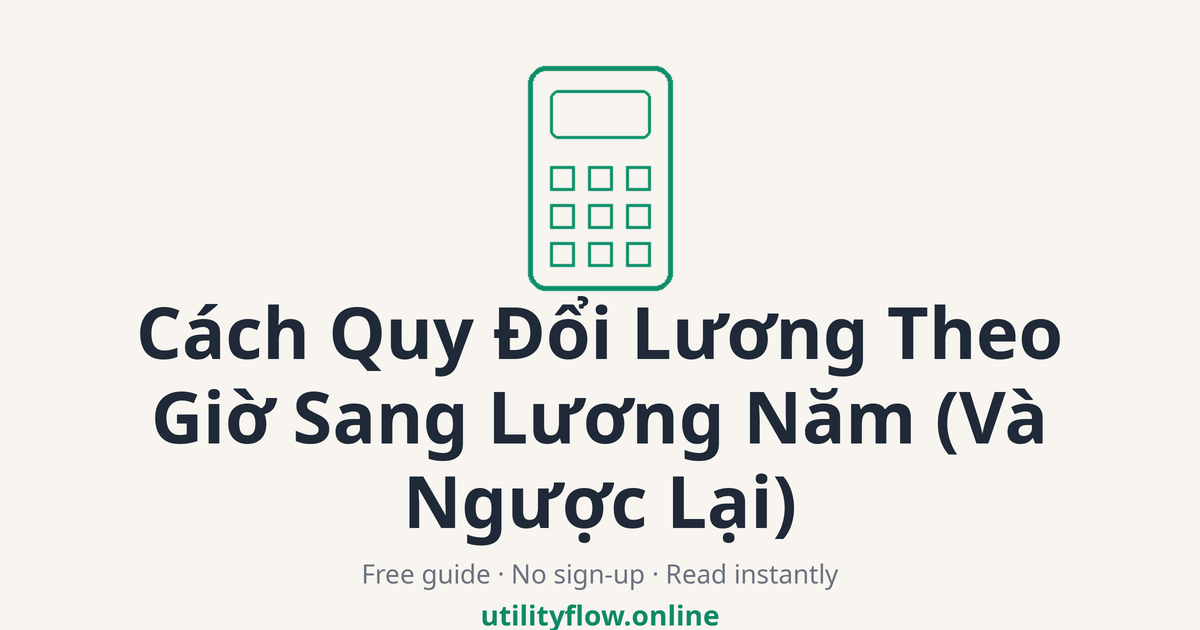 Cách Quy Đổi Lương Theo
Giờ Sang Lương Năm (Và
Ngược Lại)
Free guide · No sign-up · Read instantly
utilityflow.online